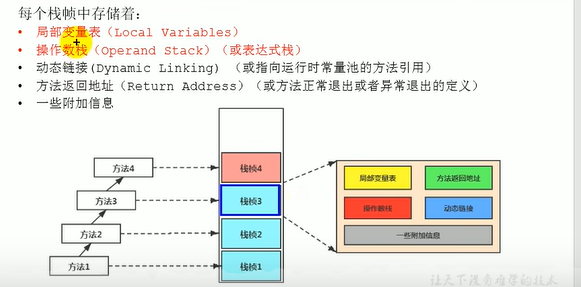 每个栈帧中存储着：
• 局部变量表（Local Variables）
• 操作数栈（Operand Stack）（或表达式栈）
• 动态链接(Dynamic Linking) （或指向运行时常量池的方法引用）
• 方法返回地址（Return Address）（或方法正常退出或者异常退出的定义）
• 一些附加信息
方法4
栈帧4
方法3
栈帧3
方法2
栈帧2
方法1
栈帧1
局部变量表
方法返回地址
操作数栈
动态链接
一些附加信息
让天下没有难学的技术